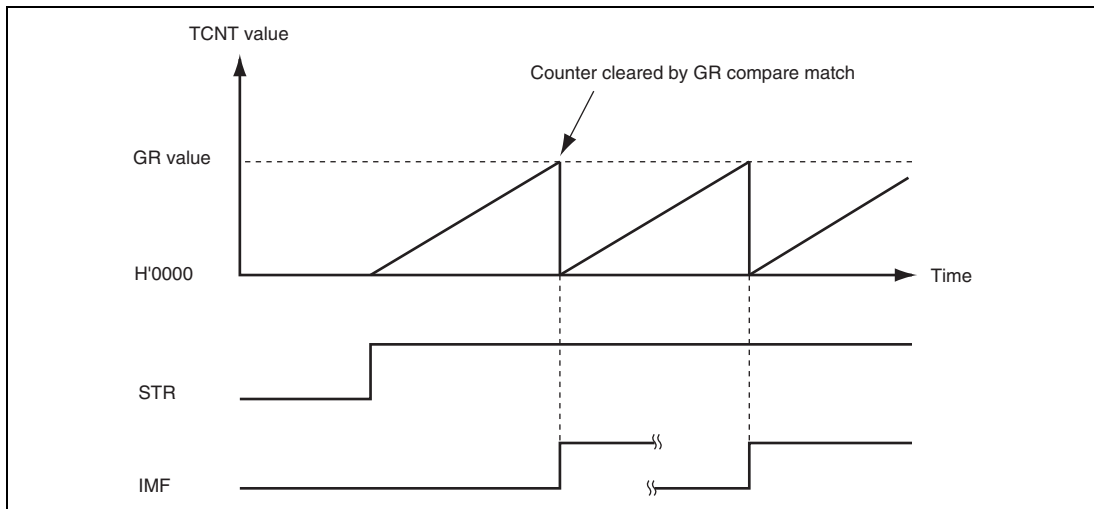 TCNT value
Counter cleared by GR compare match
GR value
H'0000
Time
STR
IMF